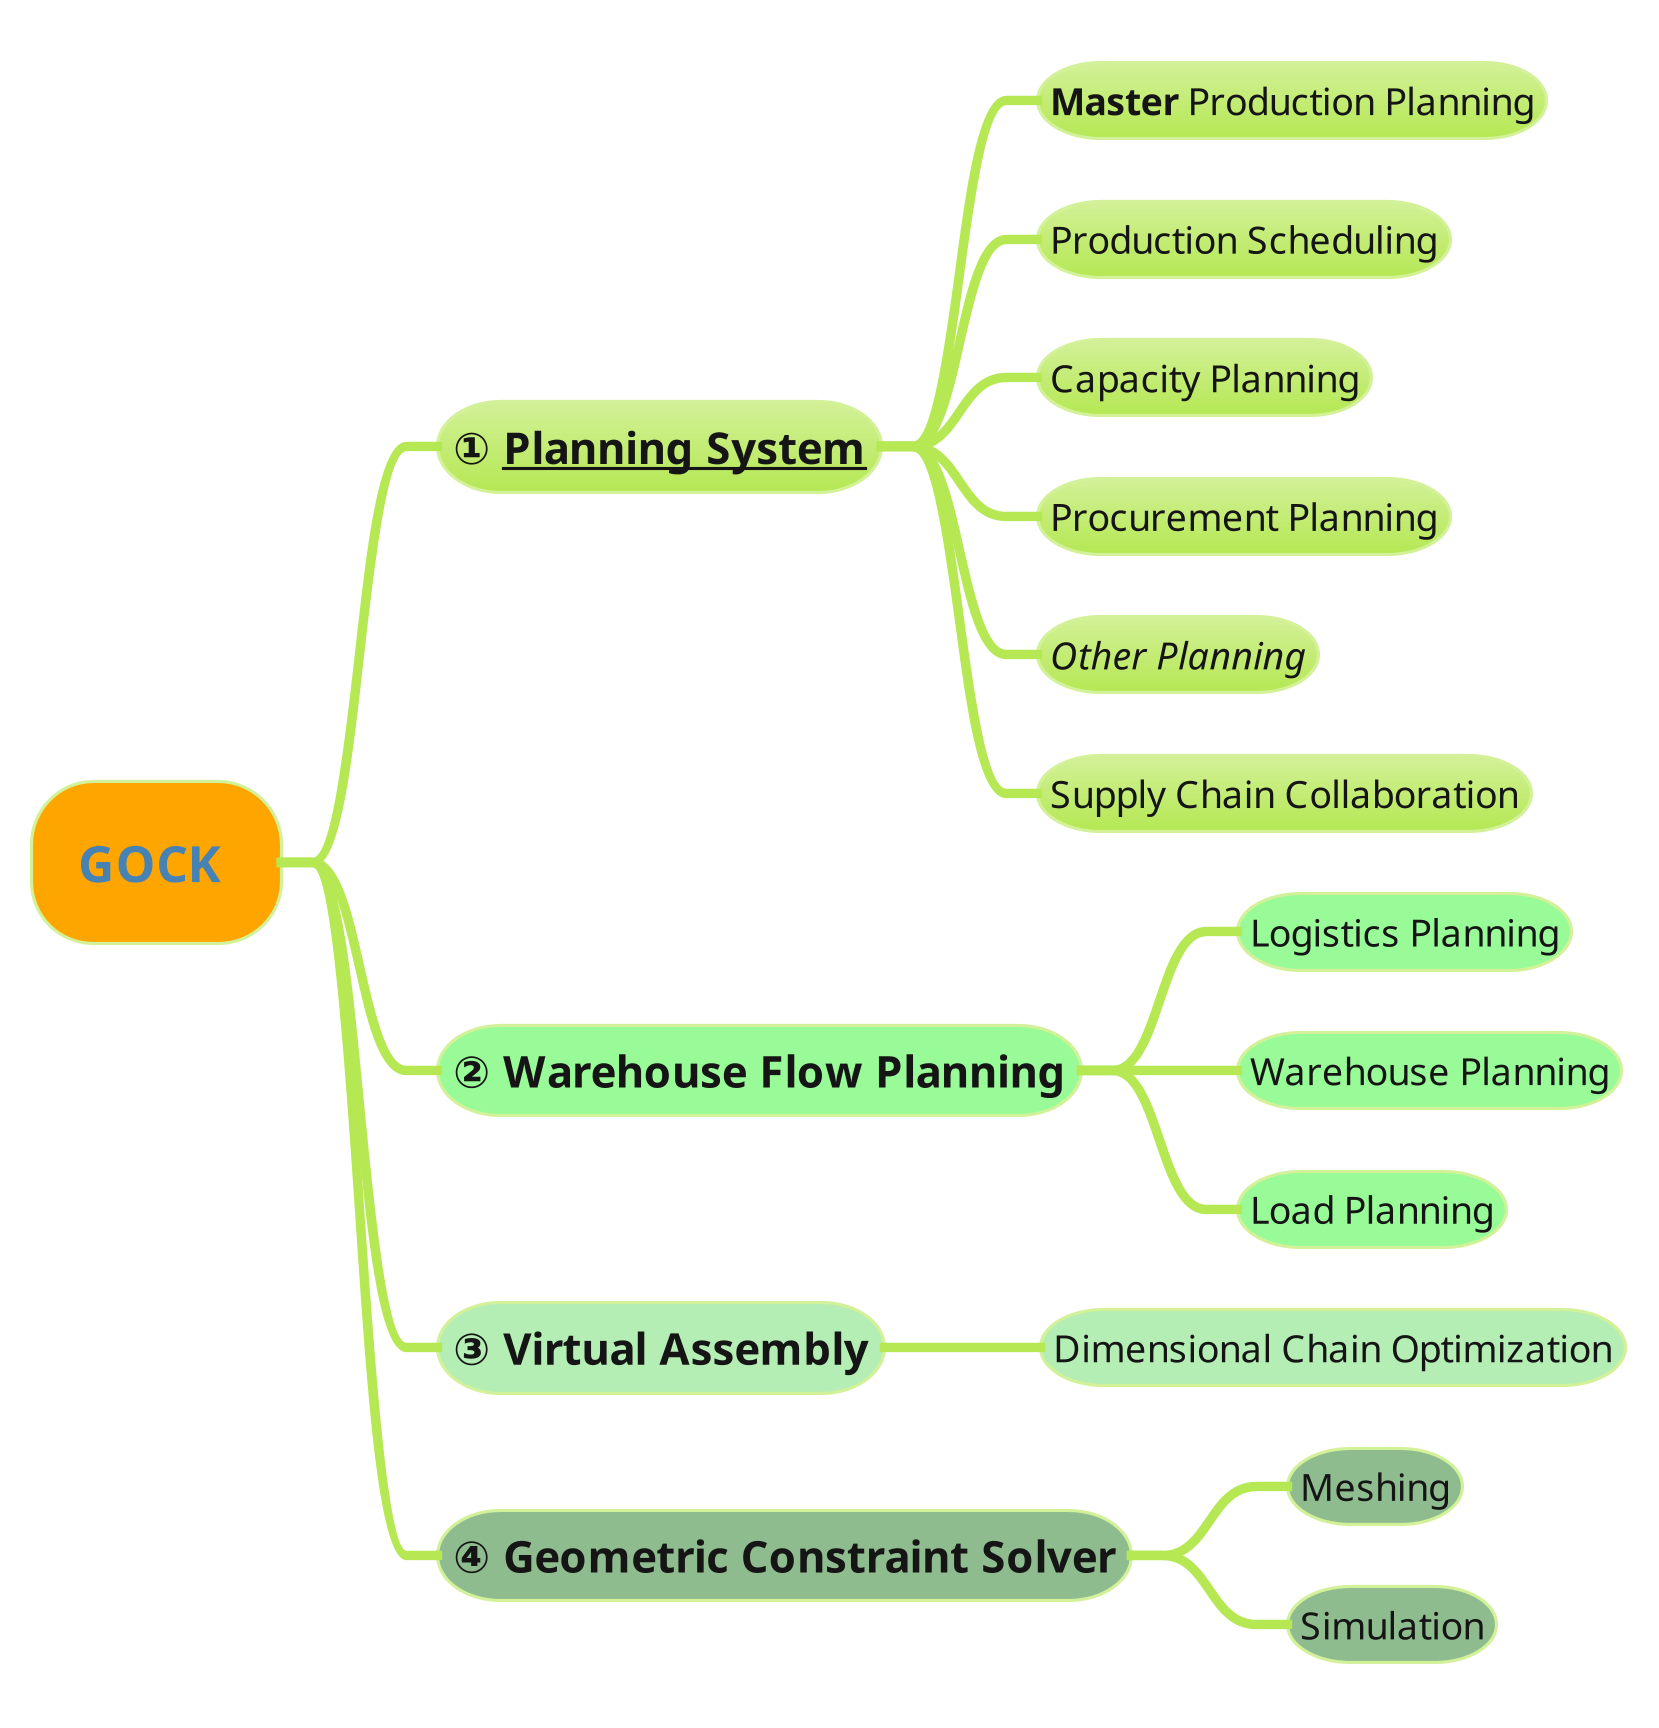 GOCK
① Planning System
Master Production Planning
Production Scheduling
Capacity Planning
Procurement Planning
Other Planning
Supply Chain Collaboration
② Warehouse Flow Planning
Logistics Planning
Warehouse Planning
Load Planning
③ Virtual Assembly
Dimensional Chain Optimization
④ Geometric Constraint Solver
Meshing
Simulation